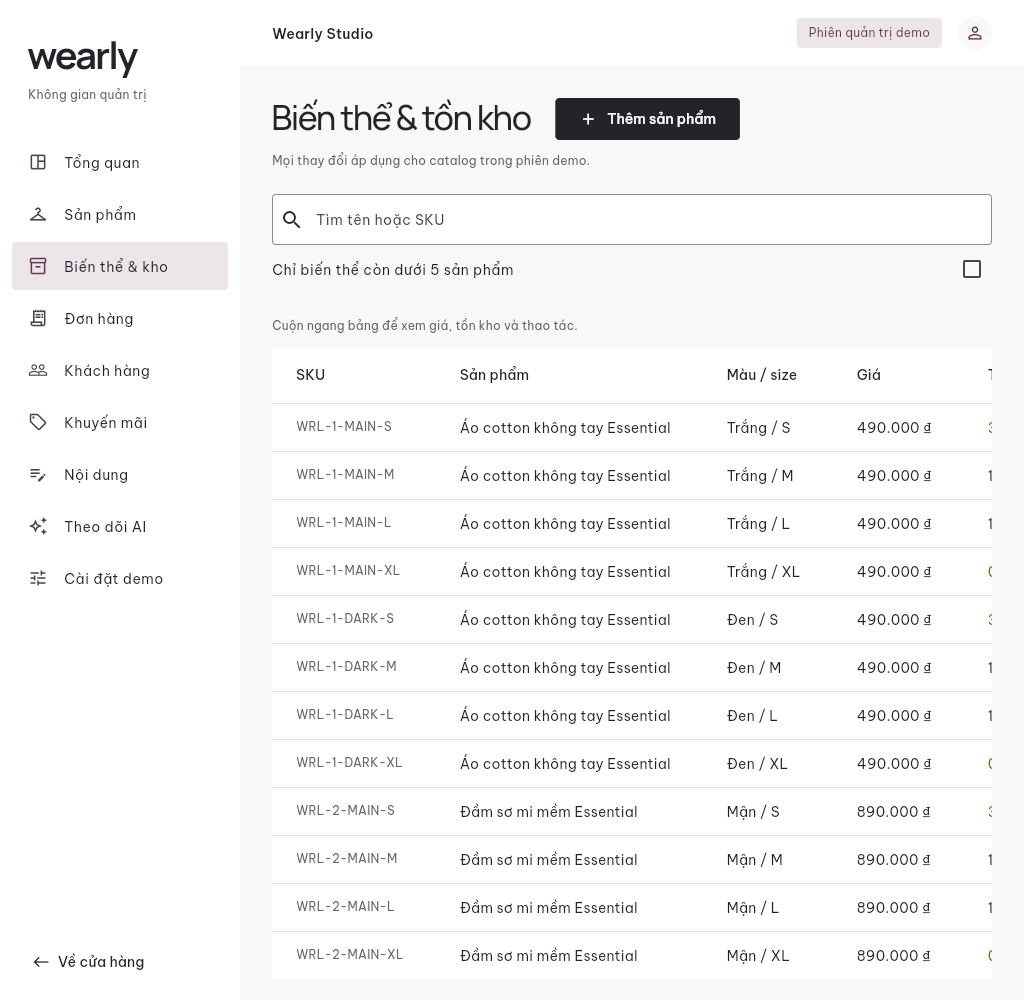 wearly
Không gian quản trị
Tổng quan
Sản phẩm
Biến thể & kho
Đơn hàng
Khách hàng
Khuyến mãi
Nội dung
Theo dõi AI
Cài đặt demo
Về cửa hàng
Wearly Studio
Phiên quản trị demo
Biến thể & tồn kho
Thêm sản phẩm
Mọi thay đổi áp dụng cho catalog trong phiên demo.
Tìm tên hoặc SKU
Chỉ biến thể còn dưới 5 sản phẩm
Cuộn ngang bảng để xem giá, tồn kho và thao tác.
SKU Sản phẩm Màu / size Giá
WRL-1-MAIN-S Áo cotton không tay Essential Trắng / S 490.000 ₫
WRL-1-MAIN-M Áo cotton không tay Essential Trắng / M 490.000 ₫
WRL-1-MAIN-L Áo cotton không tay Essential Trắng / L 490.000 ₫
WRL-1-MAIN-XL Áo cotton không tay Essential Trắng / XL 490.000 ₫
WRL-1-DARK-S Áo cotton không tay Essential Đen / S 490.000 ₫
WRL-1-DARK-M Áo cotton không tay Essential Đen / M 490.000 ₫
WRL-1-DARK-L Áo cotton không tay Essential Đen / L 490.000 ₫
WRL-1-DARK-XL Áo cotton không tay Essential Đen / XL 490.000 ₫
WRL-2-MAIN-S Đầm sơ mi mềm Essential Mận / S 890.000 ₫
WRL-2-MAIN-M Đầm sơ mi mềm Essential Mận / M 890.000 ₫
WRL-2-MAIN-L Đầm sơ mi mềm Essential Mận / L 890.000 ₫
WRL-2-MAIN-XL Đầm sơ mi mềm Essential Mận / XL 890.000 ₫